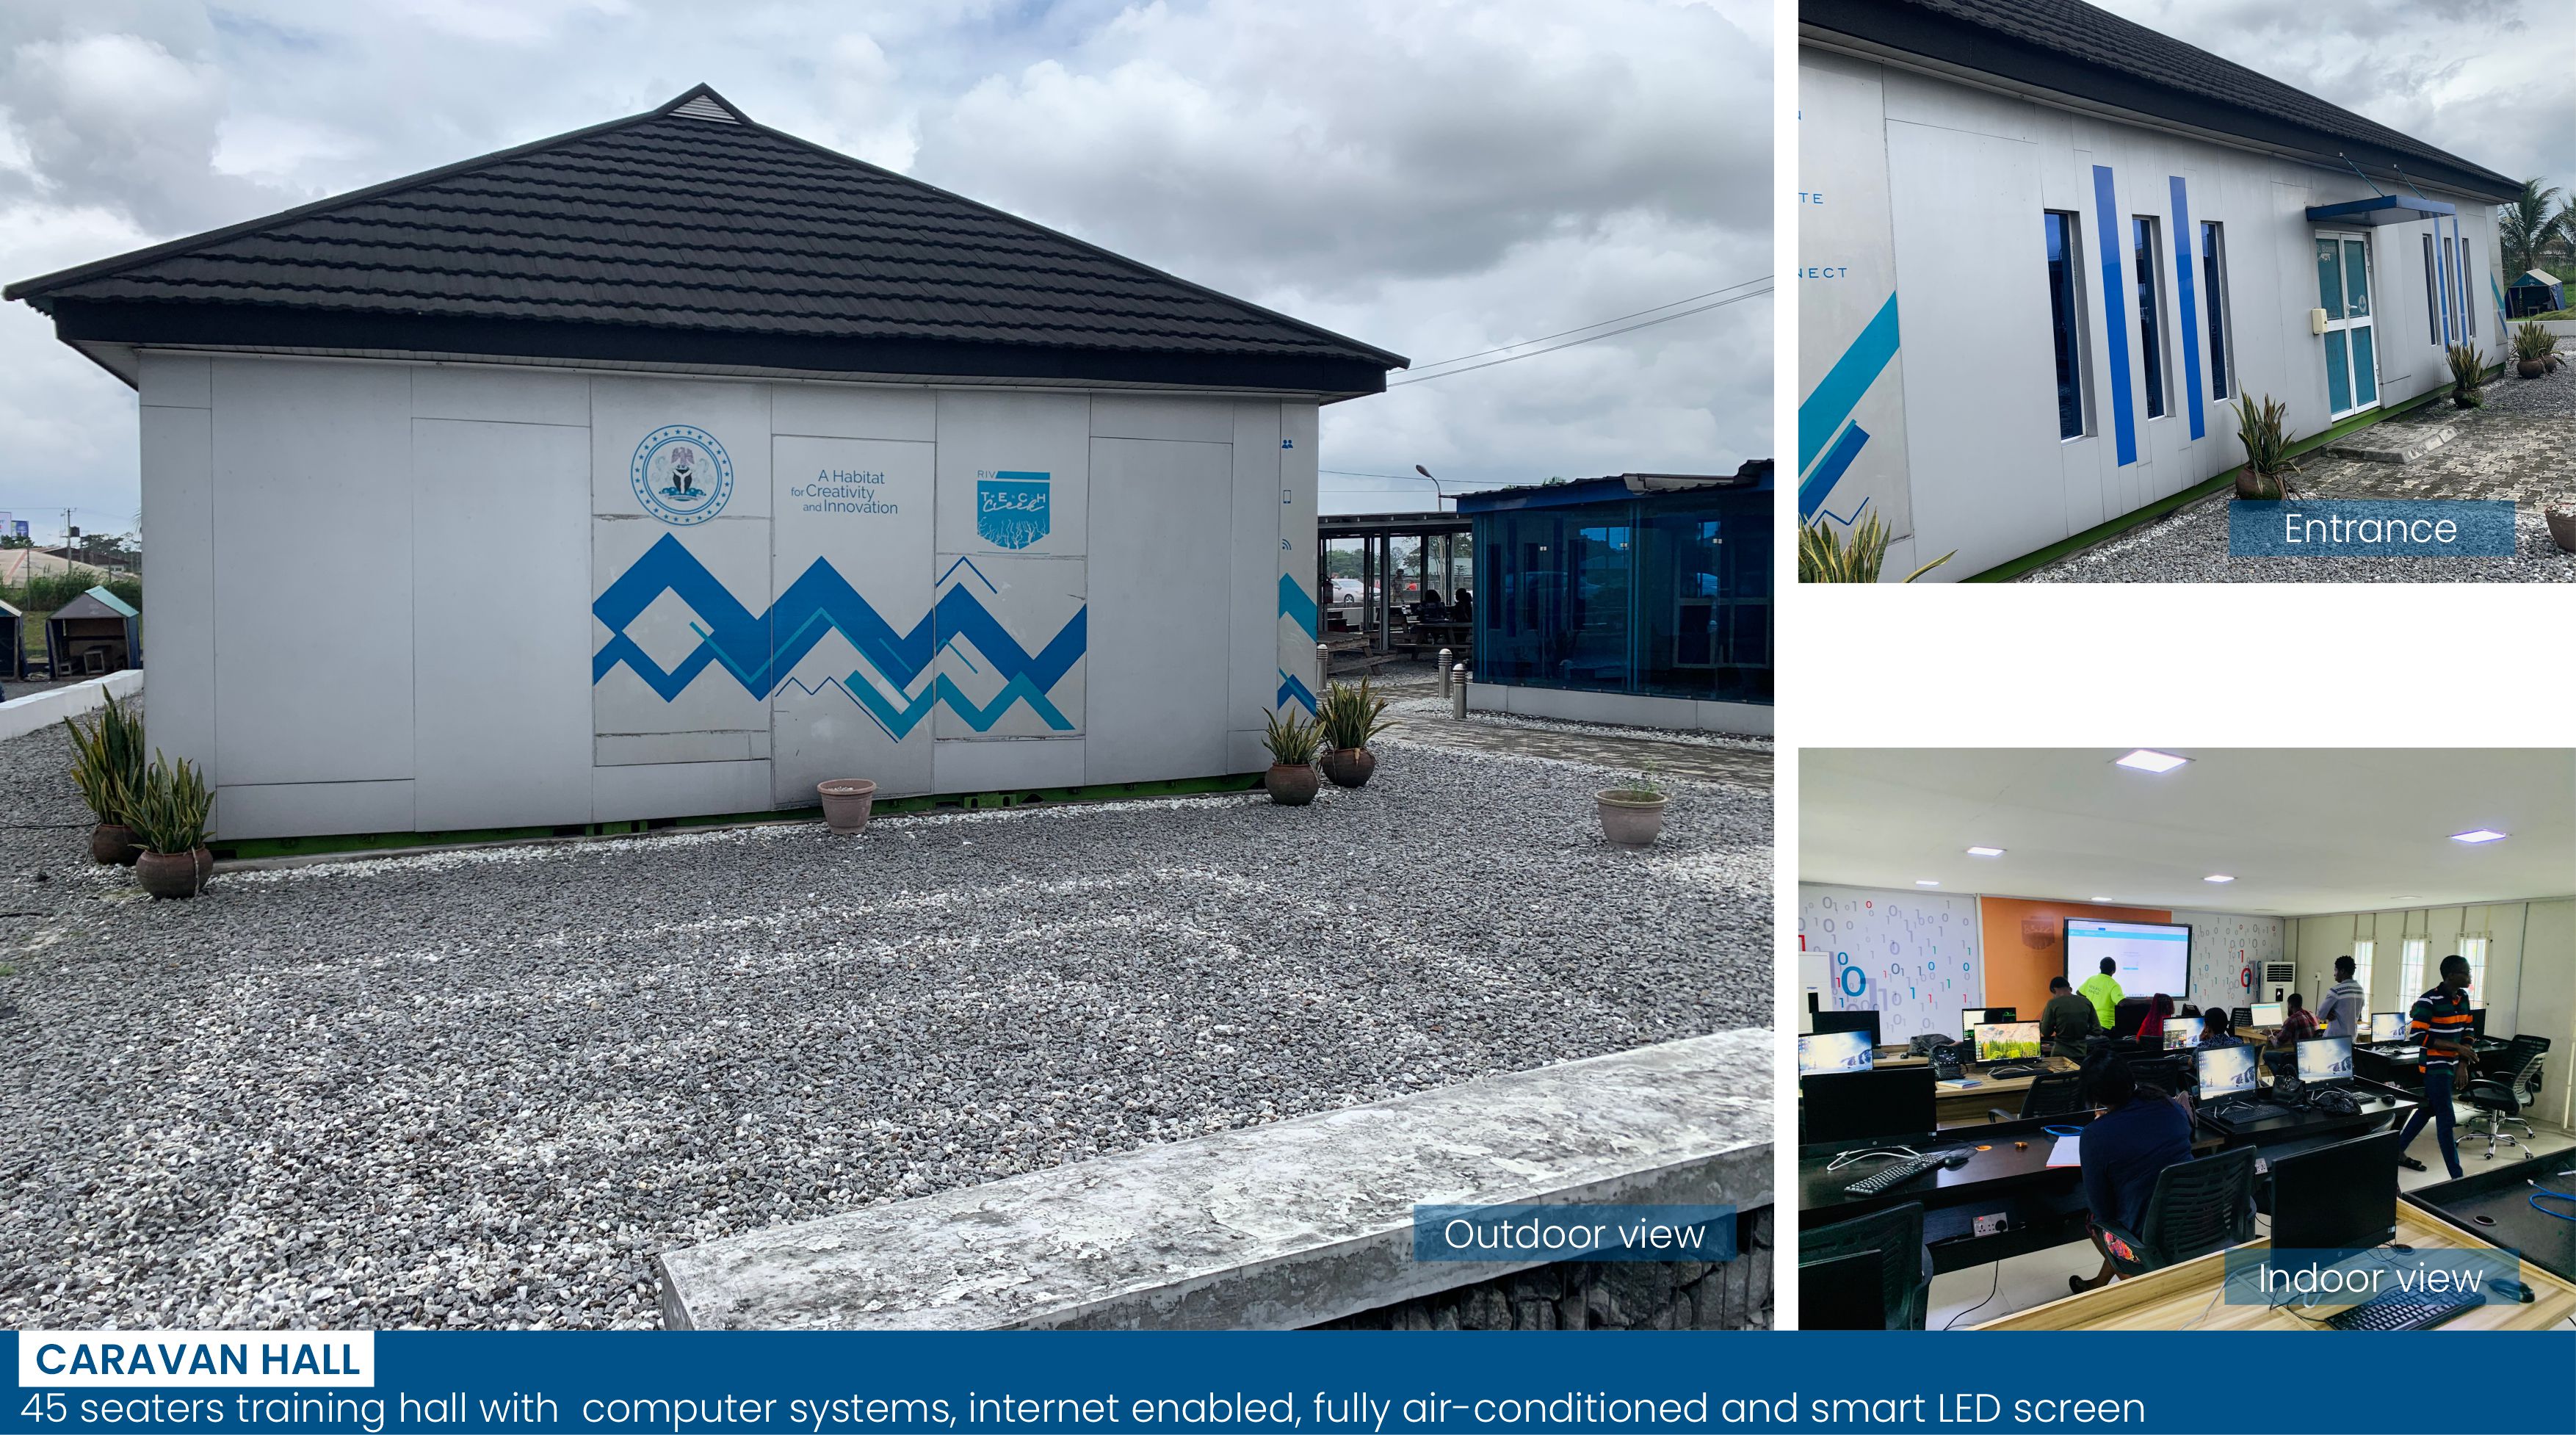 A Habitat
for Creativity
and Innovation
RIV
T·E·C·H
Creek
TE
NECT
Entrance
Outdoor view
Indoor view
CARAVAN HALL
45 seaters training hall with computer systems, internet enabled, fully air-conditioned and smart LED screen